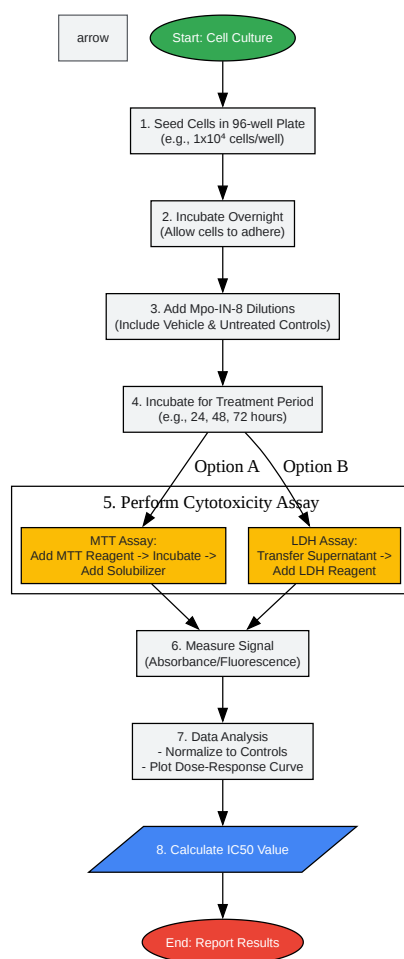 arrow
Start: Cell Culture
1. Seed Cells in 96-well Plate
(e.g., 1x10⁴ cells/well)
2. Incubate Overnight
(Allow cells to adhere)
3. Add Mpo-IN-8 Dilutions
(Include Vehicle & Untreated Controls)
4. Incubate for Treatment Period
(e.g., 24, 48, 72 hours)
Option A
Option B
5. Perform Cytotoxicity Assay
MTT Assay:
Add MTT Reagent -> Incubate ->
Add Solubilizer
LDH Assay:
Transfer Supernatant ->
Add LDH Reagent
6. Measure Signal
(Absorbance/Fluorescence)
7. Data Analysis
- Normalize to Controls
- Plot Dose-Response Curve
8. Calculate IC50 Value
End: Report Results